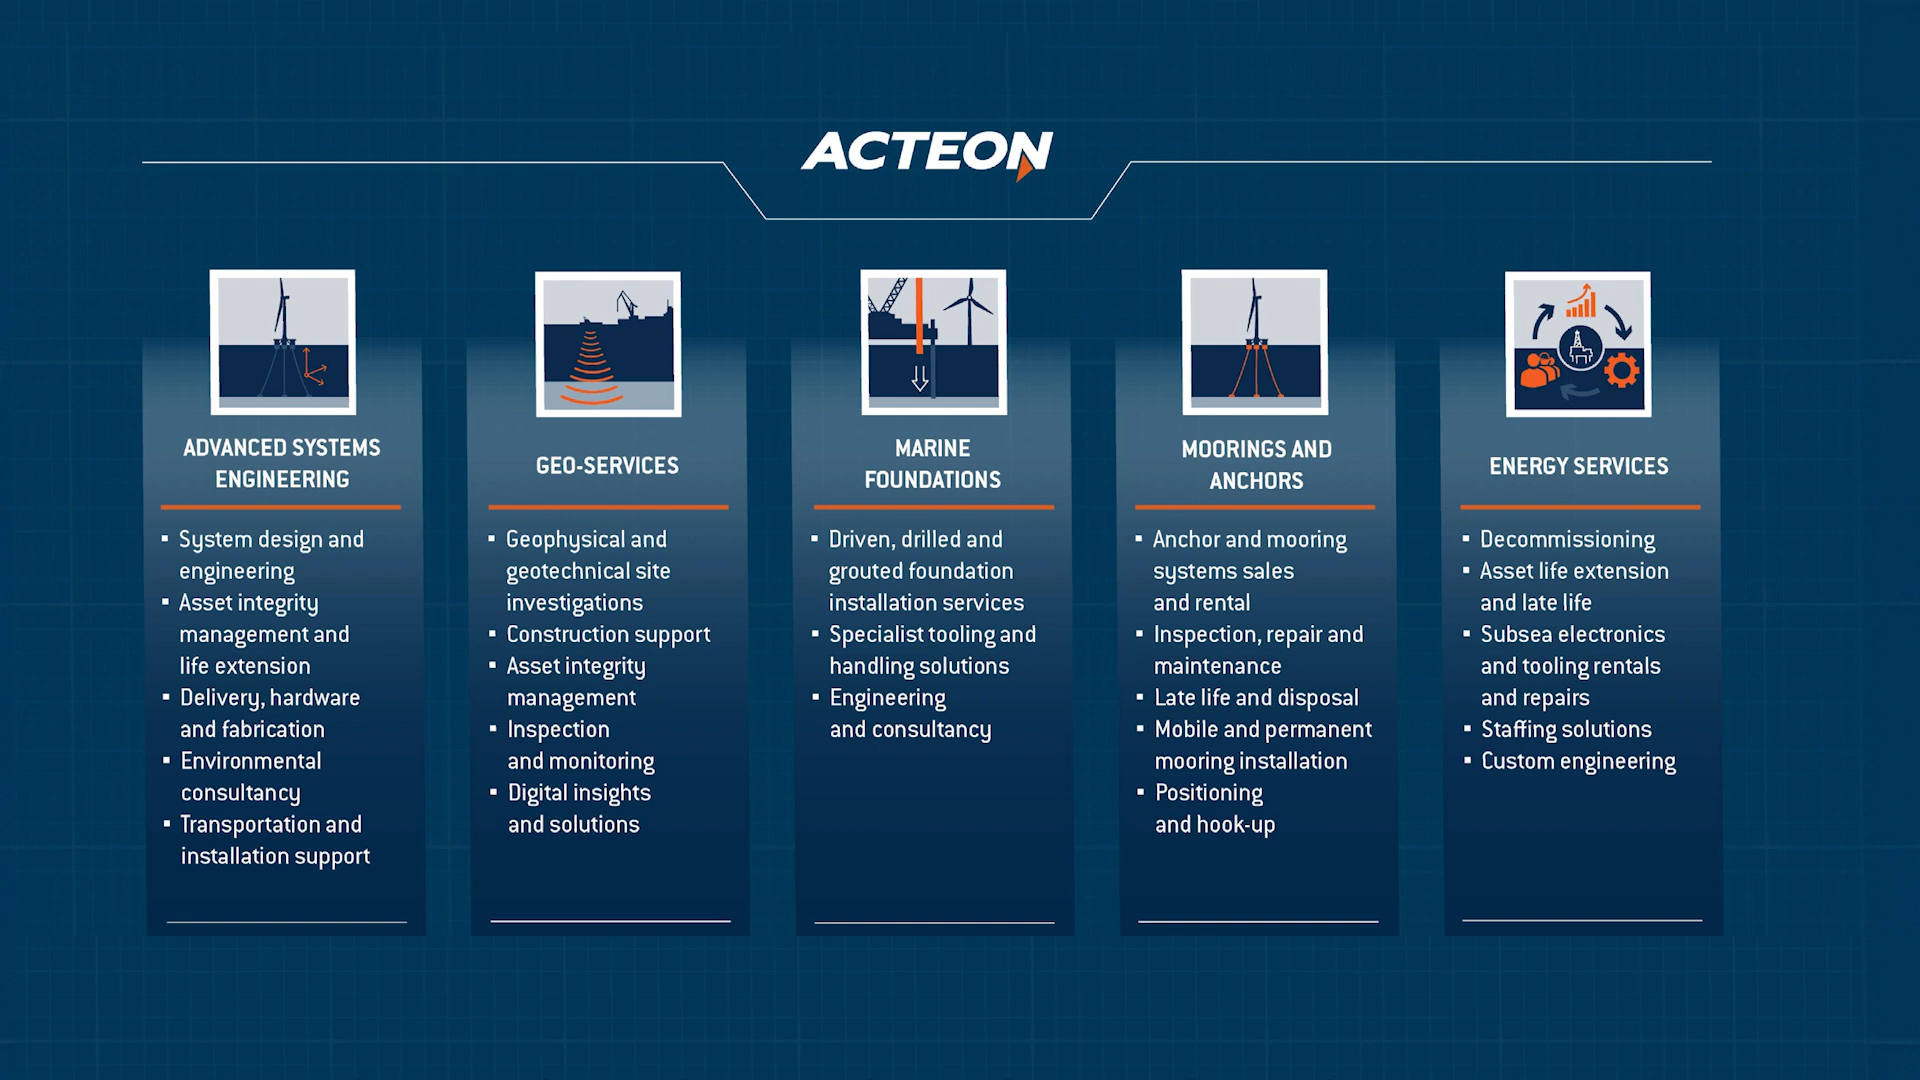 ACTEON
ADVANCED SYSTEMS
ENGINEERING
▪ System design and
engineering
▪ Asset integrity
management and
life extension
▪ Delivery, hardware
and fabrication
▪ Environmental
consultancy
▪ Transportation and
installation support
GEO-SERVICES
▪ Geophysical and
geotechnical site
investigations
▪ Construction support
▪ Asset integrity
management
▪ Inspection
and monitoring
▪ Digital insights
and solutions
MARINE
FOUNDATIONS
▪ Driven, drilled and
grouted foundation
installation services
▪ Specialist tooling and
handling solutions
▪ Engineering
and consultancy
MOORINGS AND
ANCHORS
▪ Anchor and mooring
systems sales
and rental
▪ Inspection, repair and
maintenance
▪ Late life and disposal
▪ Mobile and permanent
mooring installation
▪ Positioning
and hook-up
ENERGY SERVICES
▪ Decommissioning
▪ Asset life extension
and late life
▪ Subsea electronics
and tooling rentals
and repairs
▪ Staffing solutions
▪ Custom engineering